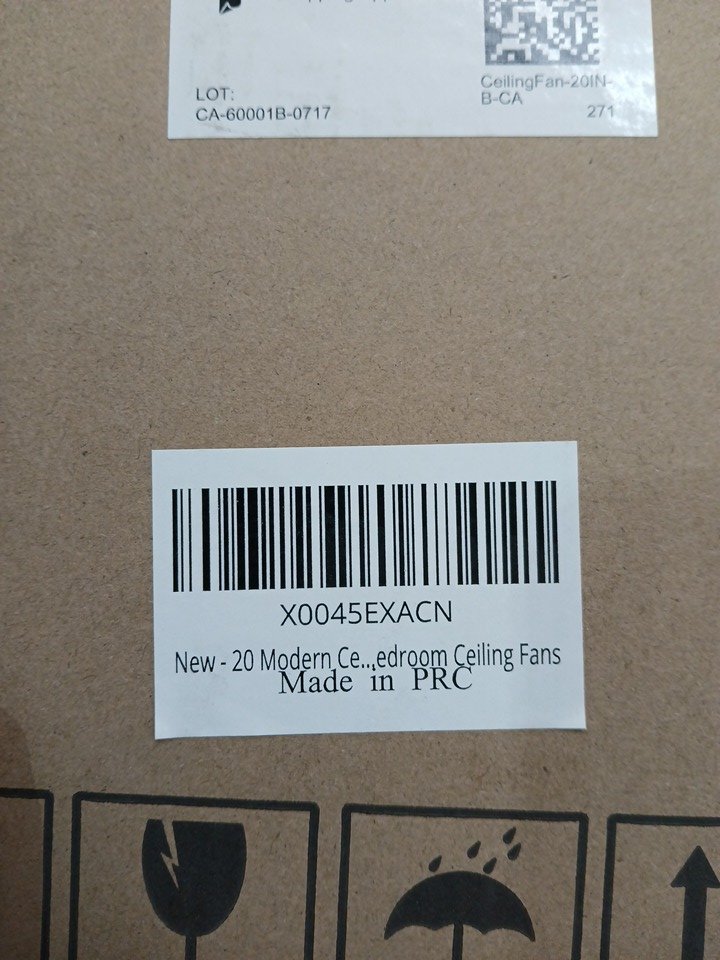 LOT:
CA-60001B-0717
CeilingFan-20IN-
B-CA
271
X0045EXACN
New - 20 Modern Ce...edroom Ceiling Fans
Made in PRC